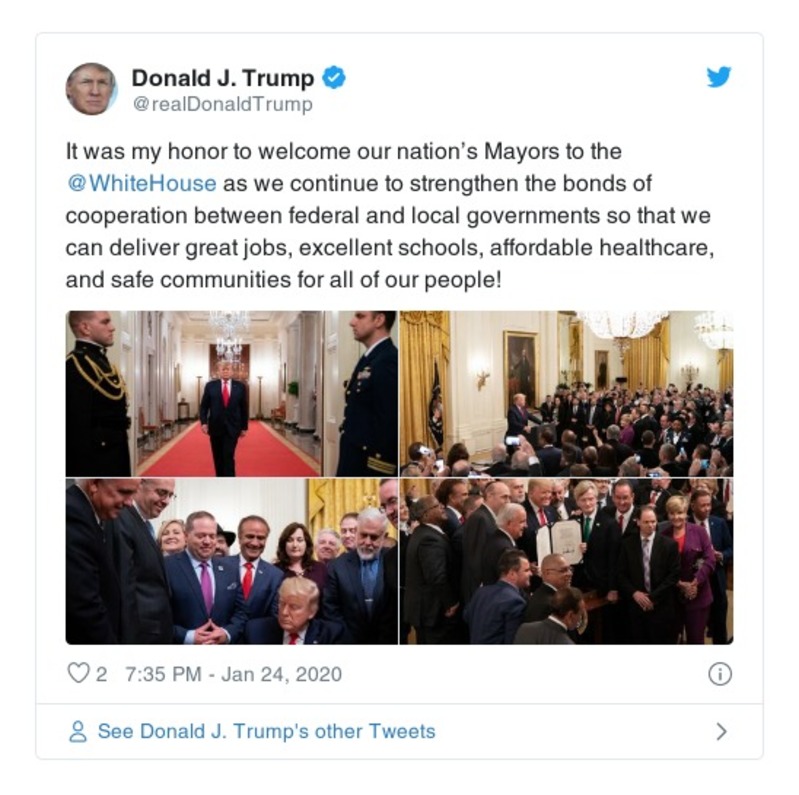 Donald J. Trump
@realDonaldTrump
It was my honor to welcome our nation’s Mayors to the
@WhiteHouse as we continue to strengthen the bonds of
cooperation between federal and local governments so that we
can deliver great jobs, excellent schools, affordable healthcare,
and safe communities for all of our people!
2 7:35 PM - Jan 24, 2020
See Donald J. Trump's other Tweets